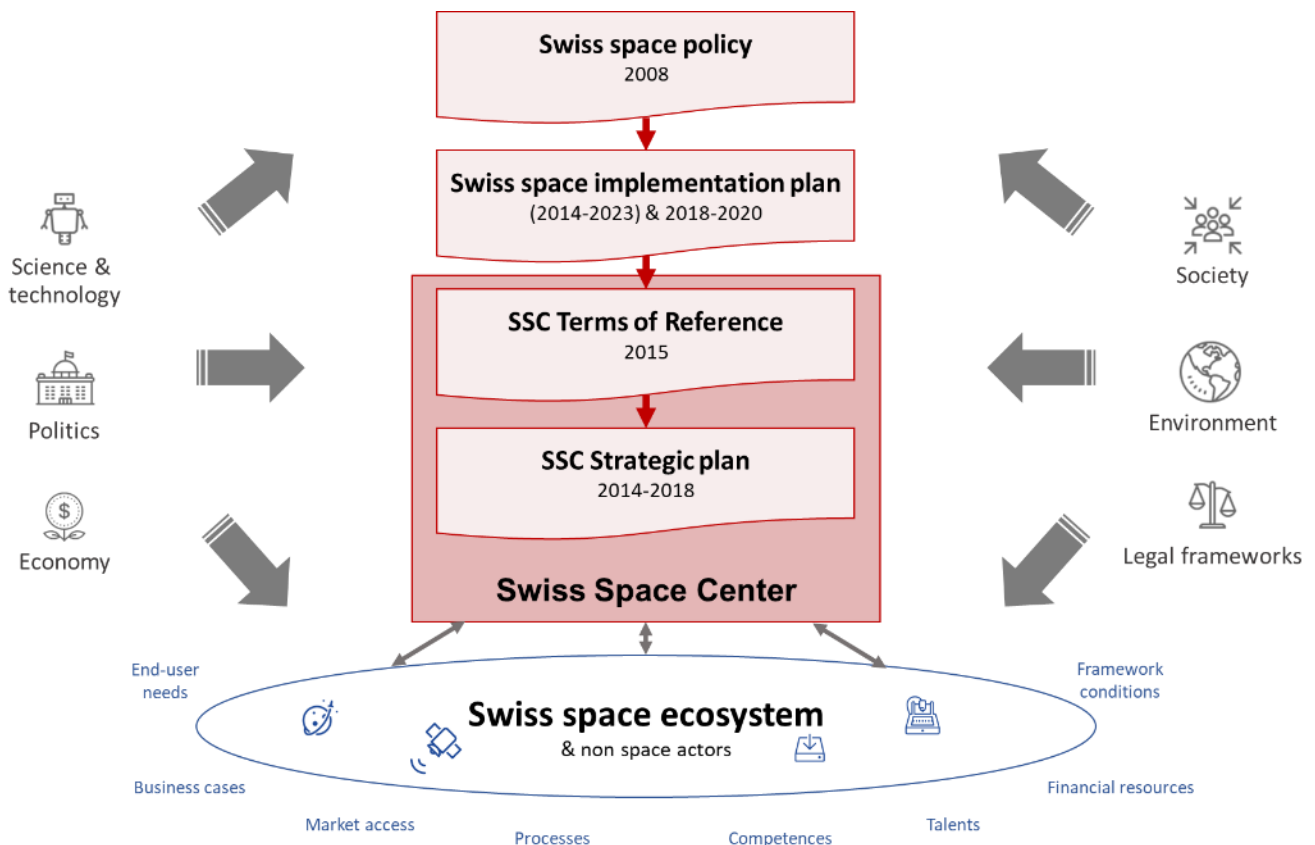 Swiss space policy
2008
Swiss space implementation plan
(2014-2023) & 2018-2020
Science &
technology
Society
SSC Terms of Reference
2015
Politics
Environment
SSC Strategic plan
2014-2018
Economy
Legal frameworks
Swiss Space Center
End-user
needs
Framework
conditions
Swiss space ecosystem
& non space actors
Business cases
Financial resources
Market access
Talents
Processes
Competences